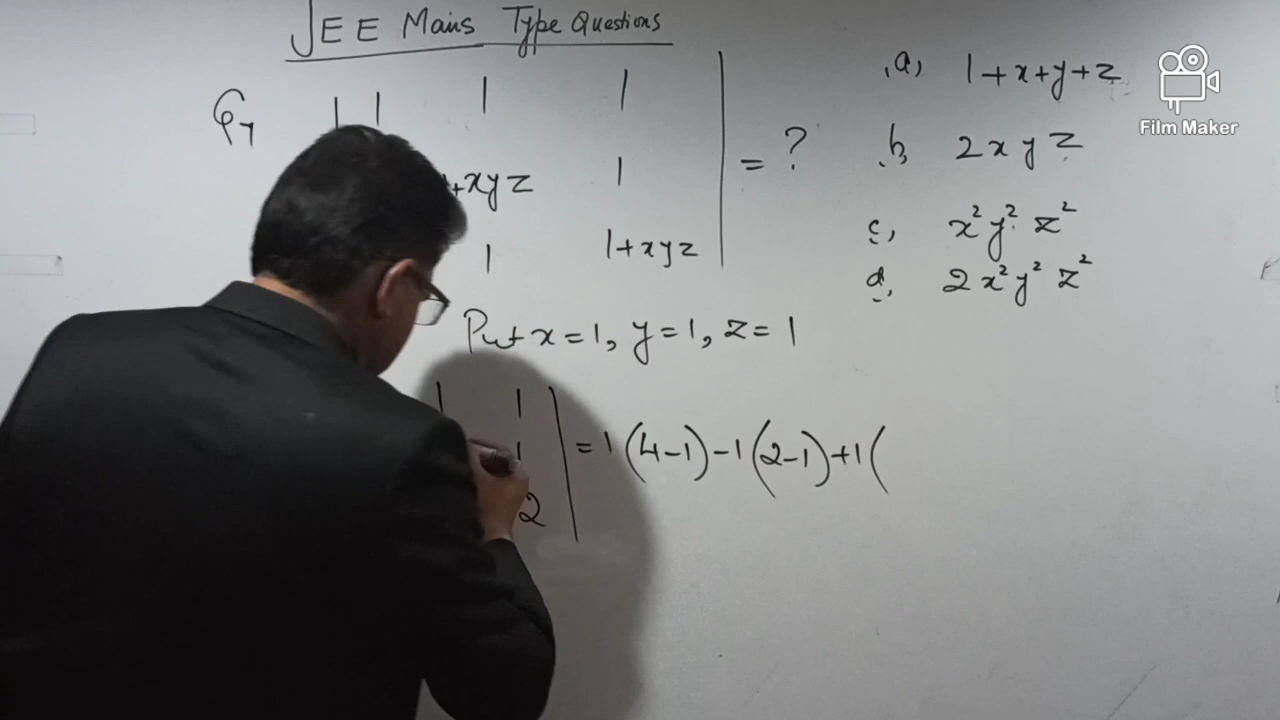 JEE Mains Type Questions
Q, | 1 1 1 | = ?
+xyz 1
1 1+xyz
(a) 1+x+y+z
b, 2xyz
c, x²y²z²
d, 2x²y²z²
Put x=1, y=1, z=1
1 1
1
2 | = 1(4-1)-1(2-1)+1(
Film Maker